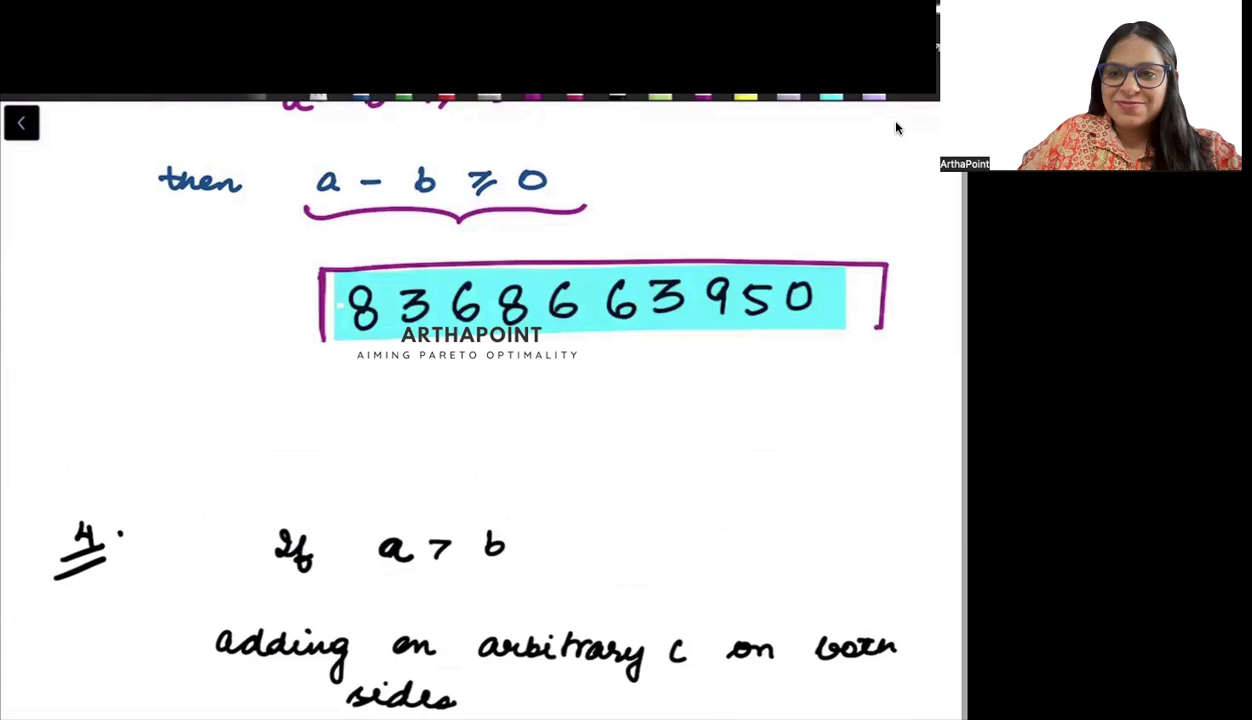 then a - b ⩾ 0
8368663950
ARTHAPOINT
AIMING PARETO OPTIMALITY
4. If a > b
adding an arbitrary c on both
sides
ArthaPoint